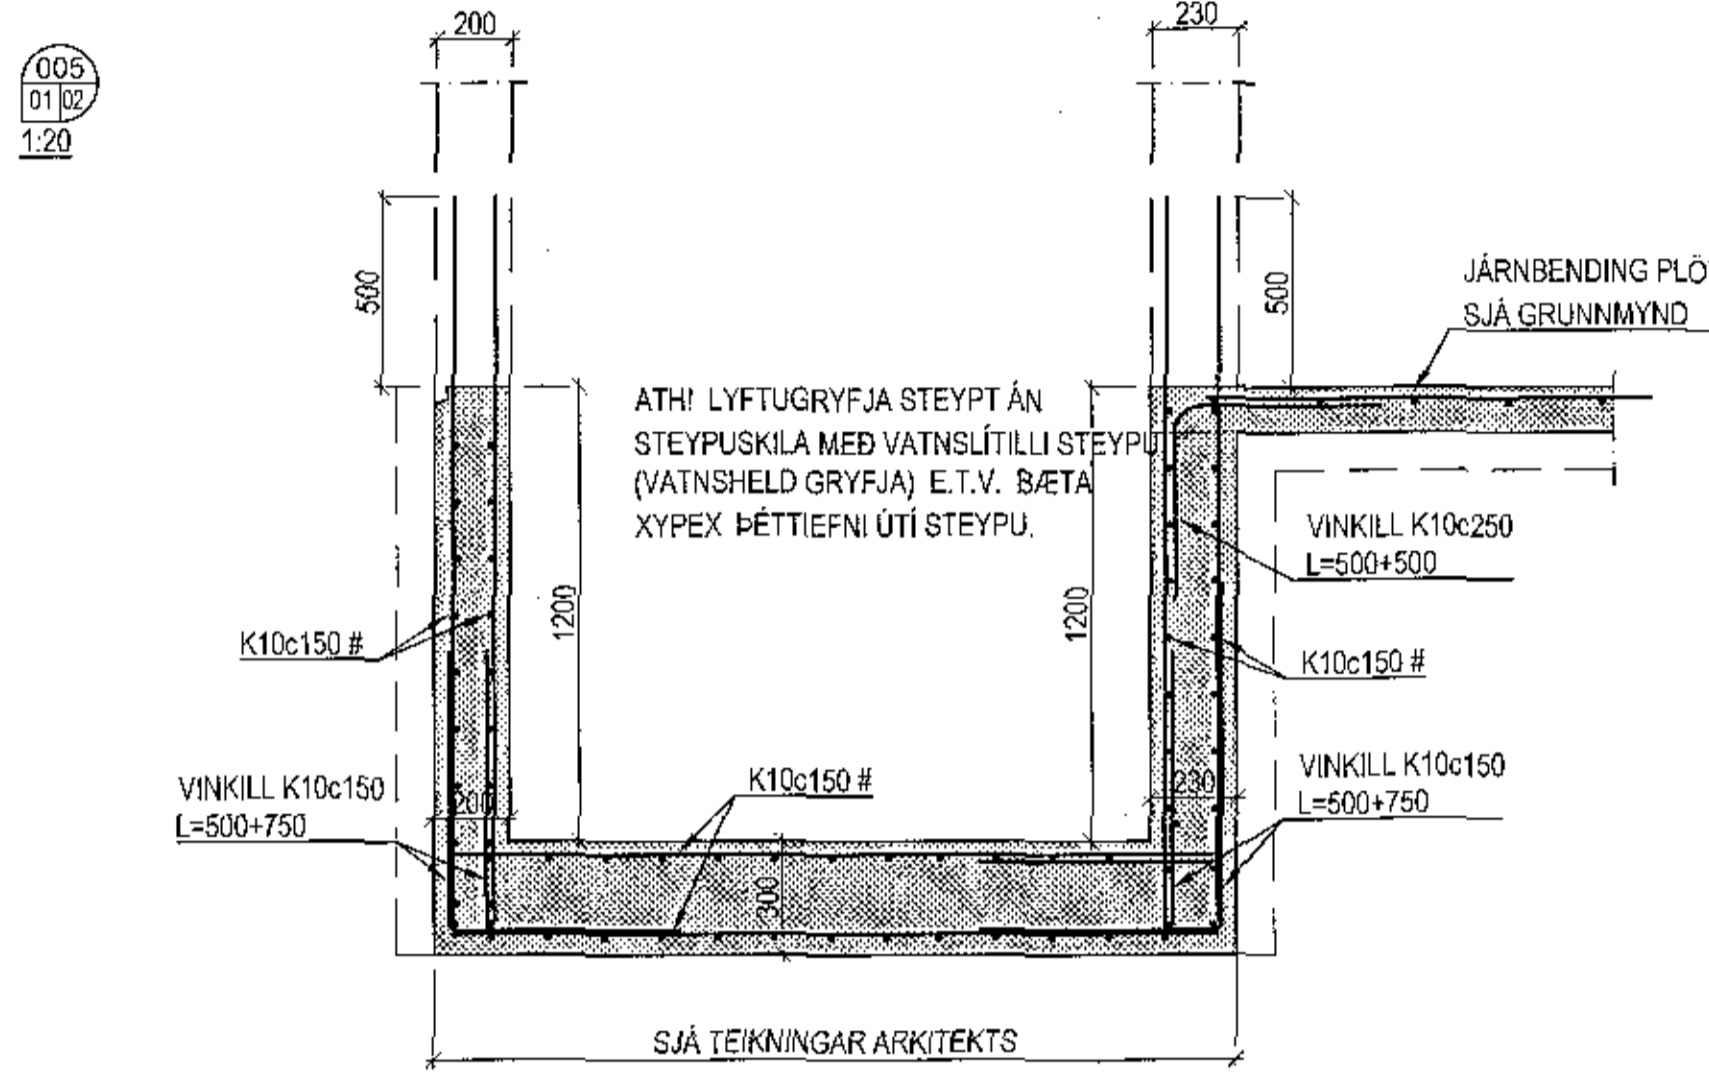 200
230
005
01 02
1:20
500
500
JÁRNBENDING
SJÁ GRUNNMYND
ATH! LYFTUGRYFJA STEYPT ÁN
STEYPUSKILA MEÐ VATNSLÍTILLI STEYPU
(VATNSHELD GRYFJA) E.T.V. BÆTA
XYPEX ÞÉTTIEFNI ÚTÍ STEYPU.
VINKILL K10c250
L=500+500
1200
1200
K10c150 #
K10c150 #
VINKILL K10c150
L=500+750
200
K10c150 #
230
VINKILL K10c150
L=500+750
300
SJÁ TEIKNINGAR ARKITEKTS